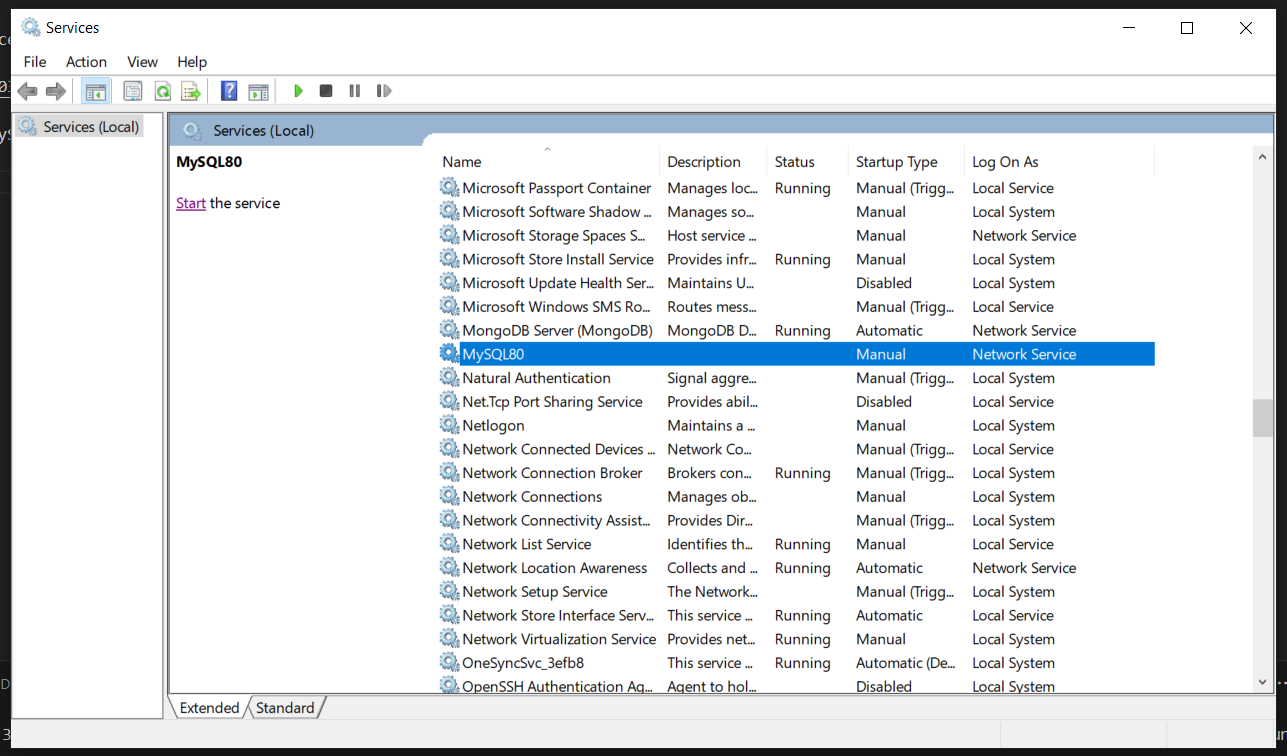 Services
File Action View Help
Services (Local)
Services (Local)
MySQL80
Start the service
Name Description Status Startup Type Log On As
Microsoft Passport Container Manages loc... Running Manual (Trigg... Local Service
Microsoft Software Shadow ... Manages so... Manual Local System
Microsoft Storage Spaces S... Host service ... Manual Network Service
Microsoft Store Install Service Provides infr... Running Manual Local System
Microsoft Update Health Ser... Maintains U... Disabled Local System
Microsoft Windows SMS Ro... Routes mess... Manual (Trigg... Local Service
MongoDB Server (MongoDB) MongoDB D... Running Automatic Network Service
MySQL80 Manual Network Service
Natural Authentication Signal aggre... Manual (Trigg... Local System
Net.Tcp Port Sharing Service Provides abil... Disabled Local Service
Netlogon Maintains a ... Manual Local System
Network Connected Devices ... Network Co... Manual (Trigg... Local Service
Network Connection Broker Brokers con... Running Manual (Trigg... Local System
Network Connections Manages ob... Manual Local System
Network Connectivity Assist... Provides Dir... Manual (Trigg... Local System
Network List Service Identifies th... Running Manual Local Service
Network Location Awareness Collects and ... Running Automatic Network Service
Network Setup Service The Network... Manual (Trigg... Local System
Network Store Interface Serv... This service ... Running Automatic Local Service
Network Virtualization Service Provides net... Running Manual Local System
OneSyncSvc_3efb8 This service ... Running Automatic (De... Local System
OpenSSH Authentication Ag... Agent to hol... Disabled Local System
Extended Standard